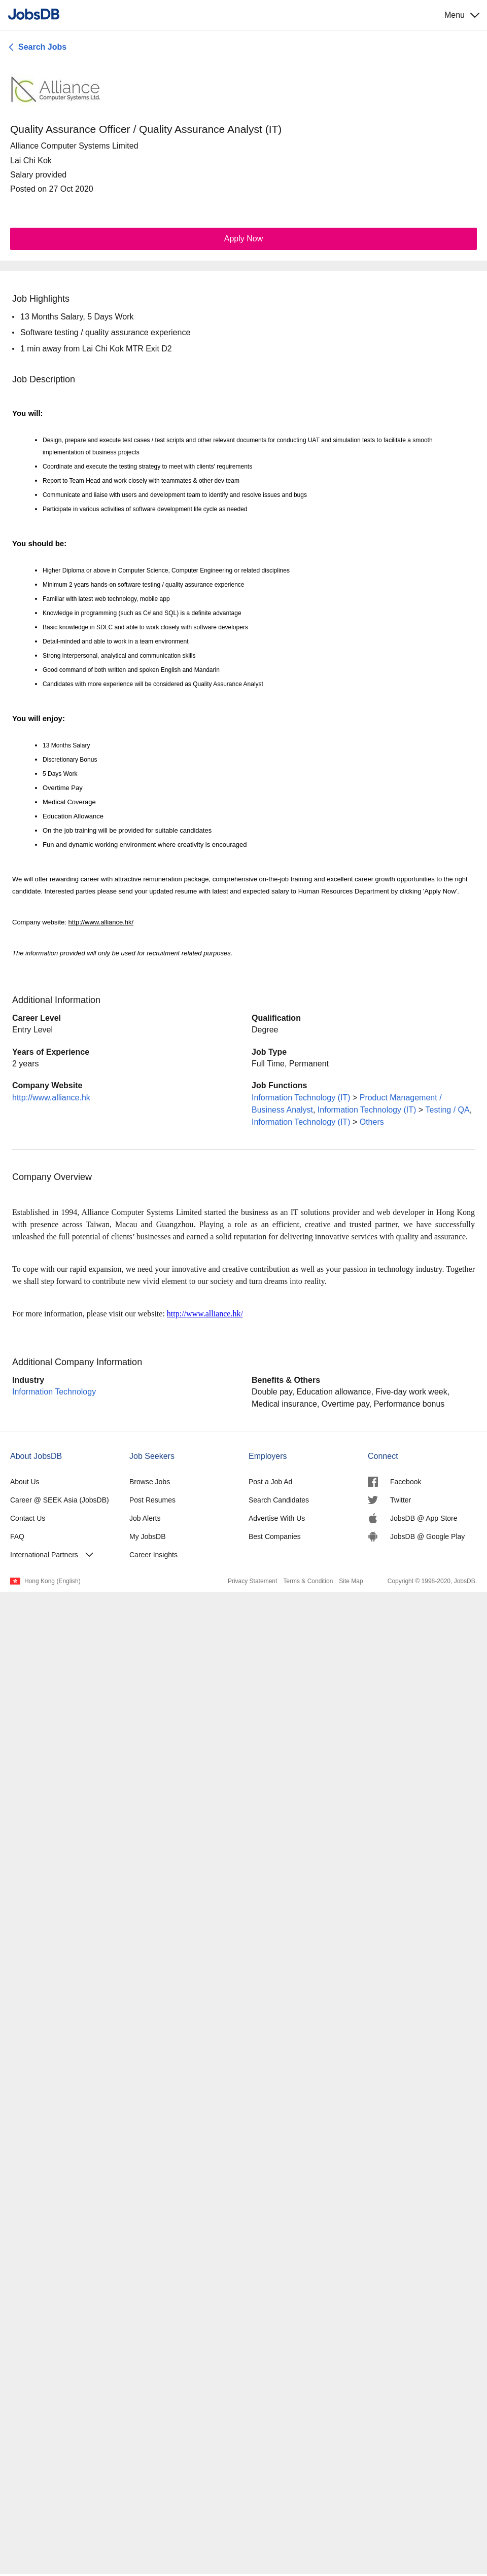 JobsDB
Menu
Search Jobs
Alliance
Computer Systems Ltd.
Quality Assurance Officer / Quality Assurance Analyst (IT)
Alliance Computer Systems Limited
Lai Chi Kok
Salary provided
Posted on 27 Oct 2020
Apply Now
Job Highlights
• 13 Months Salary, 5 Days Work
• Software testing / quality assurance experience
• 1 min away from Lai Chi Kok MTR Exit D2
Job Description
You will:
• Design, prepare and execute test cases / test scripts and other relevant documents for conducting UAT and simulation tests to facilitate a smooth
implementation of business projects
• Coordinate and execute the testing strategy to meet with clients' requirements
• Report to Team Head and work closely with teammates & other dev team
• Communicate and liaise with users and development team to identify and resolve issues and bugs
• Participate in various activities of software development life cycle as needed
You should be:
• Higher Diploma or above in Computer Science, Computer Engineering or related disciplines
• Minimum 2 years hands-on software testing / quality assurance experience
• Familiar with latest web technology, mobile app
• Knowledge in programming (such as C# and SQL) is a definite advantage
• Basic knowledge in SDLC and able to work closely with software developers
• Detail-minded and able to work in a team environment
• Strong interpersonal, analytical and communication skills
• Good command of both written and spoken English and Mandarin
• Candidates with more experience will be considered as Quality Assurance Analyst
You will enjoy:
• 13 Months Salary
• Discretionary Bonus
• 5 Days Work
• Overtime Pay
• Medical Coverage
• Education Allowance
• On the job training will be provided for suitable candidates
• Fun and dynamic working environment where creativity is encouraged
We will offer rewarding career with attractive remuneration package, comprehensive on-the-job training and excellent career growth opportunities to the right
candidate. Interested parties please send your updated resume with latest and expected salary to Human Resources Department by clicking 'Apply Now'.
Company website: http://www.alliance.hk/
The information provided will only be used for recruitment related purposes.
Additional Information
Career Level
Entry Level
Qualification
Degree
Years of Experience
2 years
Job Type
Full Time, Permanent
Company Website
http://www.alliance.hk
Job Functions
Information Technology (IT) > Product Management /
Business Analyst, Information Technology (IT) > Testing / QA,
Information Technology (IT) > Others
Company Overview
Established in 1994, Alliance Computer Systems Limited started the business as an IT solutions provider and web developer in Hong Kong
with presence across Taiwan, Macau and Guangzhou. Playing a role as an efficient, creative and trusted partner, we have successfully
unleashed the full potential of clients’ businesses and earned a solid reputation for delivering innovative services with quality and assurance.
To cope with our rapid expansion, we need your innovative and creative contribution as well as your passion in technology industry. Together
we shall step forward to contribute new vivid element to our society and turn dreams into reality.
For more information, please visit our website: http://www.alliance.hk/
Additional Company Information
Industry
Information Technology
Benefits & Others
Double pay, Education allowance, Five-day work week,
Medical insurance, Overtime pay, Performance bonus
About JobsDB
About Us
Career @ SEEK Asia (JobsDB)
Contact Us
FAQ
International Partners
Job Seekers
Browse Jobs
Post Resumes
Job Alerts
My JobsDB
Career Insights
Employers
Post a Job Ad
Search Candidates
Advertise With Us
Best Companies
Connect
Facebook
Twitter
JobsDB @ App Store
JobsDB @ Google Play
Hong Kong (English)
Privacy Statement Terms & Condition Site Map Copyright © 1998-2020, JobsDB.